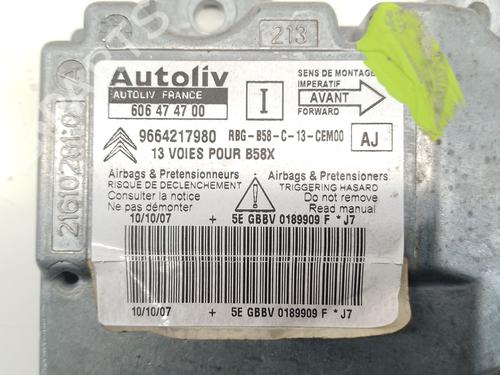 213
Autoliv
AUTOLIV FRANCE
606 47 47 00
I
SENS DE MONTAGE
IMPERATIF
AVANT
FORWARD
9664217980 RBG-B58-C-13-CEM00
AJ
13 VOIES POUR B58X
Airbags & Pretensionneurs
RISQUE DE DECLENCHEMENT
Consulter la notice
Ne pas démonter
Airbags & Pretensioners
TRIGGERING HASARD
Do not remove
Read manual
10/10/07 + 5E GBBV 0189909 F * J7
10/10/07 + 5E GBBV 0189909 F * J7
A